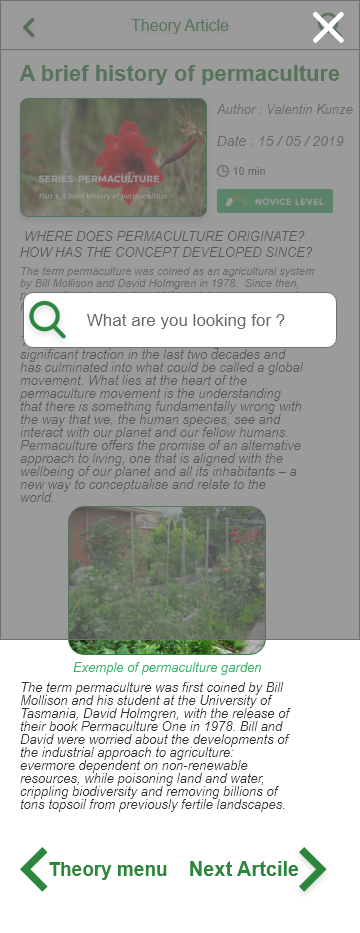 Theory Article
A brief history of permaculture
Author : Valentin Kunze
Date : 15 / 05 / 2019
10 min
NOVICE LEVEL
SERIES: PERMACULTURE
Part 1. A brief history of permaculture
WHERE DOES PERMACULTURE ORIGINATE?
HOW HAS THE CONCEPT DEVELOPED SINCE?
The term permaculture was coined as an agricultural system
by Bill Mollison and David Holmgren in 1978. Since then,
What are you looking for ?
significant traction in the last two decades and
has culminated into what could be called a global
movement. What lies at the heart of the
permaculture movement is the understanding
that there is something fundamentally wrong with
the way that we, the human species, see and
interact with our planet and our fellow humans.
Permaculture offers the promise of an alternative
approach to living, one that is aligned with the
wellbeing of our planet and all its inhabitants – a
new way to conceptualise and relate to the
world.
Exemple of permaculture garden
The term permaculture was first coined by Bill
Mollison and his student at the University of
Tasmania, David Holmgren, with the release of
their book Permaculture One in 1978. Bill and
David were worried about the developments of
the industrial approach to agriculture:
evermore dependent on non-renewable
resources, while poisoning land and water,
crippling biodiversity and removing billions of
tons topsoil from previously fertile landscapes.
Theory menu
Next Artcile